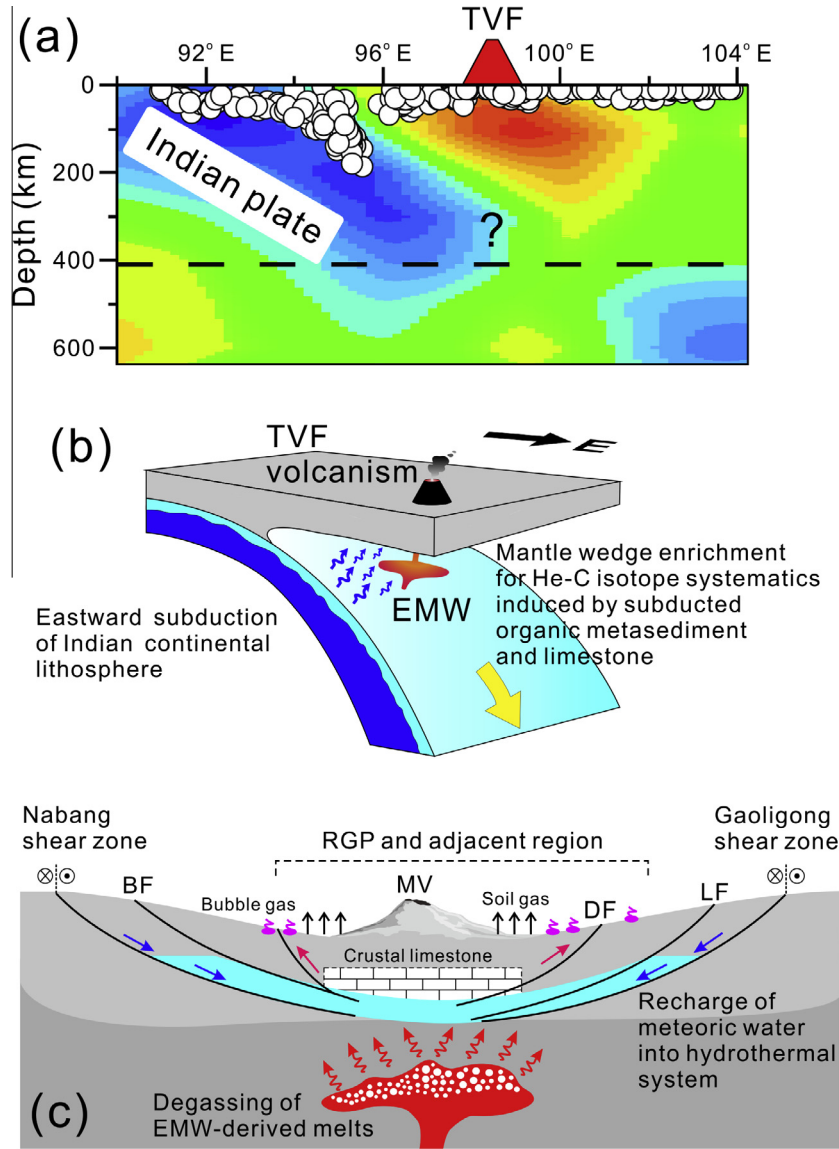 (a)
TVF
92° E
96° E
100° E
104° E
0
200
400
600
Depth (km)
Indian plate
?
(b)
TVF
volcanism
E
EMW
Mantle wedge enrichment
for He-C isotope systematics
induced by subducted
organic metasediment
and limestone
Eastward subduction
of Indian continental
lithosphere
Nabang
shear zone
Gaoligong
shear zone
RGP and adjacent region
BF
Bubble gas
MV
Soil gas
DF
LF
Crustal limestone
Recharge of
meteoric water
into hydrothermal
system
Degassing of
EMW-derived melts
(c)